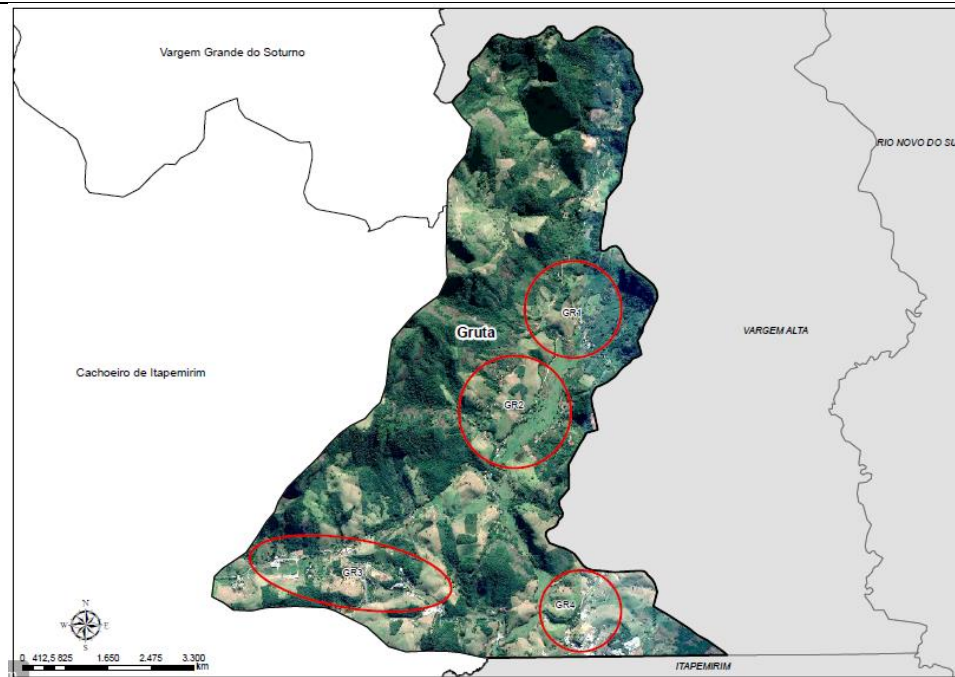 Vargem Grande do Soturno
RIO NOVO DO SU
GR1
Gruta
VARGEM ALTA
Cachoeiro de Itapemirim
GR2
GR3
GR4
N
W E
S
0 412,5 825 1.650 2.475 3.300
km
ITAPEMIRIM